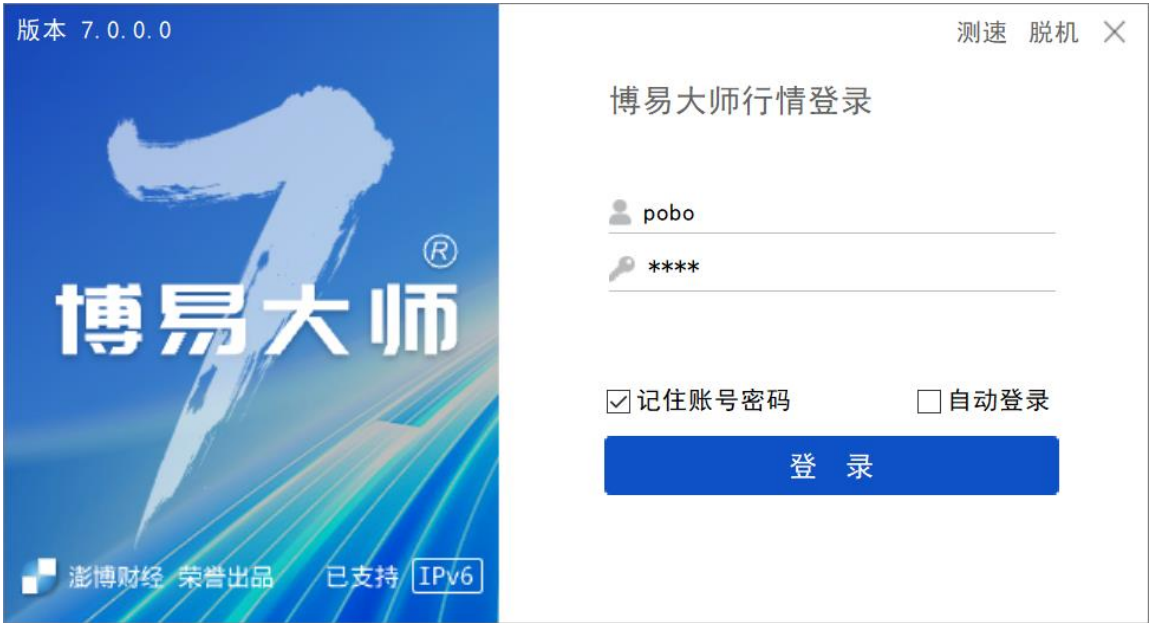 版本 7.0.0.0
测速 脱机
博易大师行情登录
7
®
博易大师
pobo
****
记住账号密码 自动登录
登 录
澎博财经 荣誉出品 已支持 IPv6